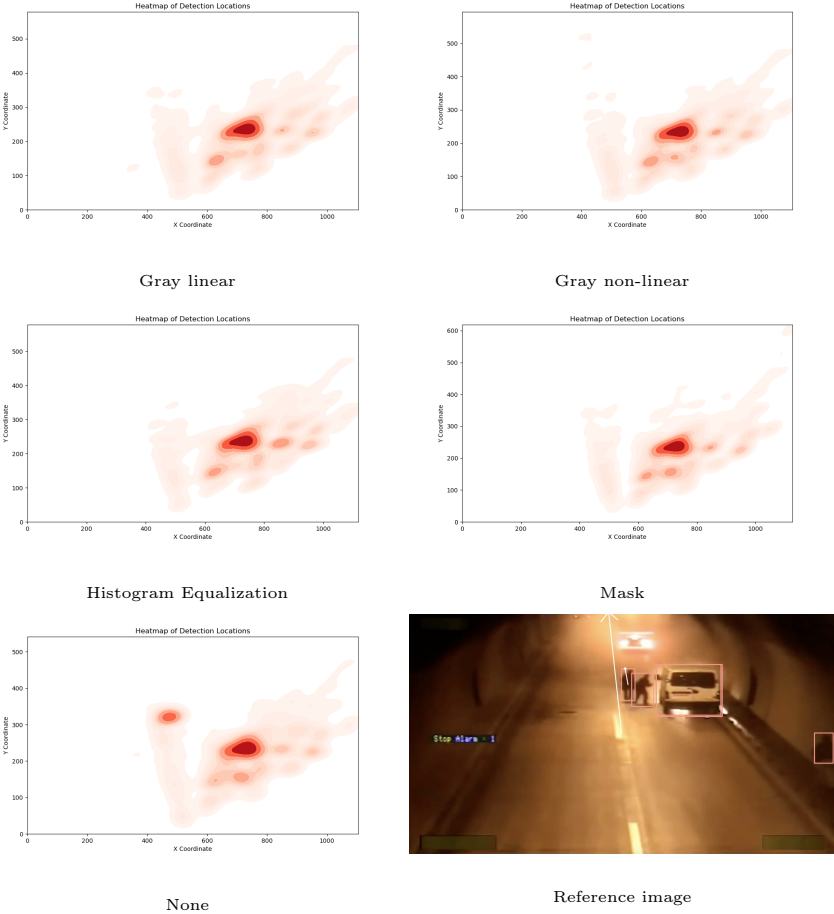 Heatmap of Detection Locations
Heatmap of Detection Locations
Y Coordinate
500
400
300
200
100
0
0 200 400 600 800 1000
X Coordinate
Y Coordinate
500
400
300
200
100
0
0 200 400 600 800 1000
X Coordinate
Gray linear
Gray non-linear
Heatmap of Detection Locations
Heatmap of Detection Locations
Y Coordinate
500
400
300
200
100
0
0 200 400 600 800 1000
X Coordinate
Y Coordinate
600
500
400
300
200
100
0
0 200 400 600 800 1000
X Coordinate
Histogram Equalization
Mask
Heatmap of Detection Locations
Y Coordinate
500
400
300
200
100
0
0 200 400 600 800 1000
X Coordinate
Stop Alarm - 1
None
Reference image